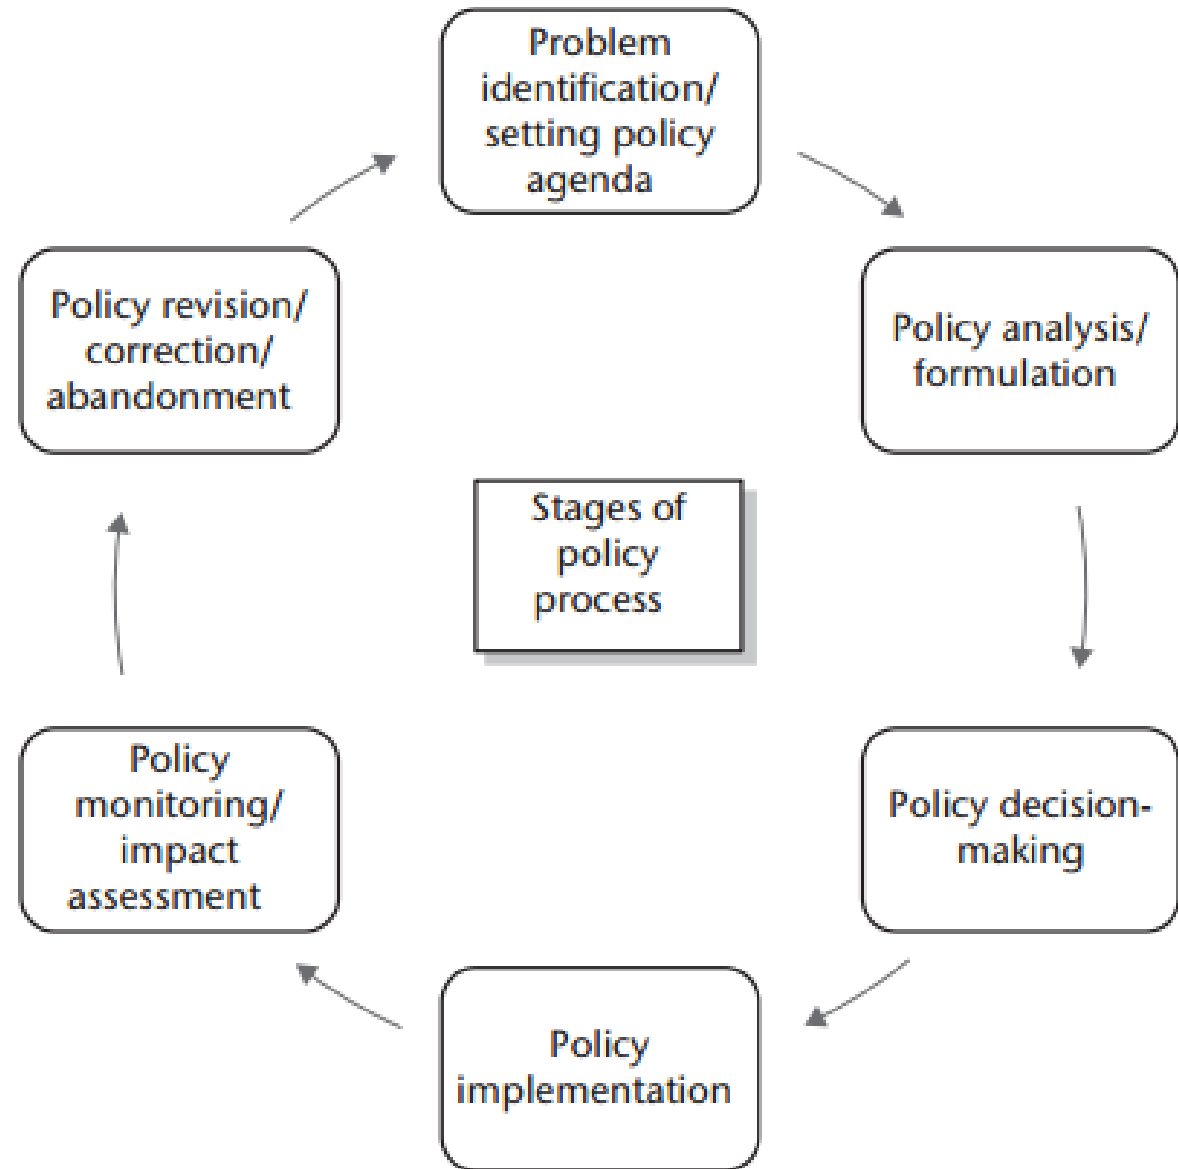 Problem
identification/
setting policy
agenda
Policy analysis/
formulation
Policy decision-
making
Policy
implementation
Policy
monitoring/
impact
assessment
Policy revision/
correction/
abandonment
Stages of
policy
process